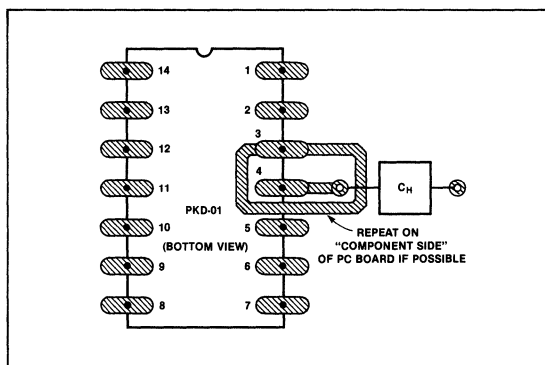 14 1
13 2
12 3
11 4
C_H
PKD-01
10 5
(BOTTOM VIEW)
REPEAT ON
"COMPONENT SIDE"
OF PC BOARD IF POSSIBLE
9 6
8 7